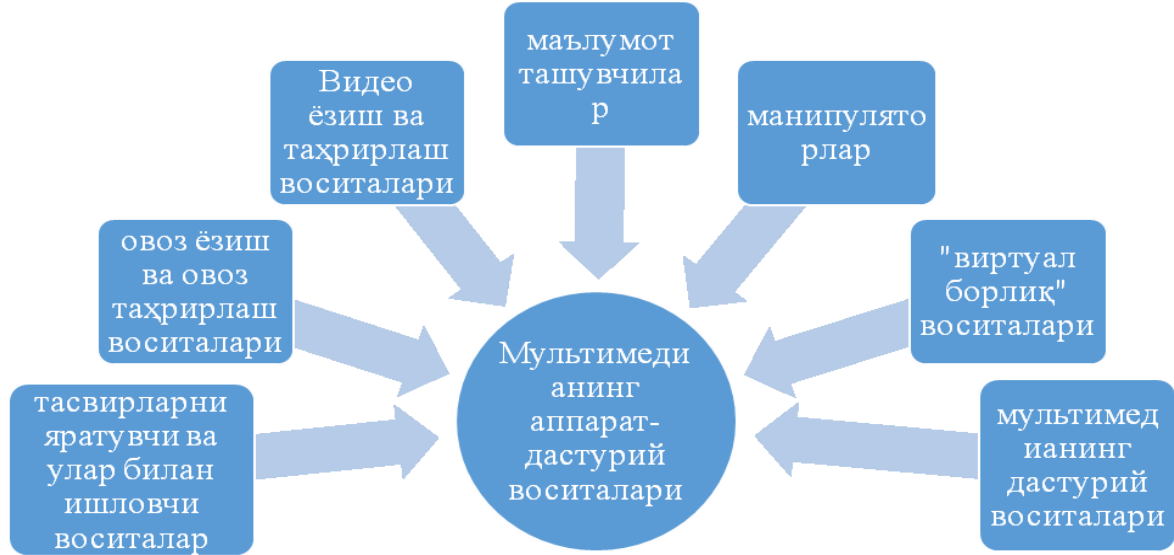 тасвирларни
яратувчи ва
улар билан
ишловчи
воситалар
овоз ёзиш
ва овоз
таҳрирлаш
воситалари
Видео
ёзиш ва
таҳрирлаш
воситалари
маълумот
ташувчила
р
манипулято
рлар
"виртуал
борлиқ"
воситалари
мультимед
ианинг
дастурий
воситалари
Мультимеди
анинг
аппарат-
дастурий
воситалари